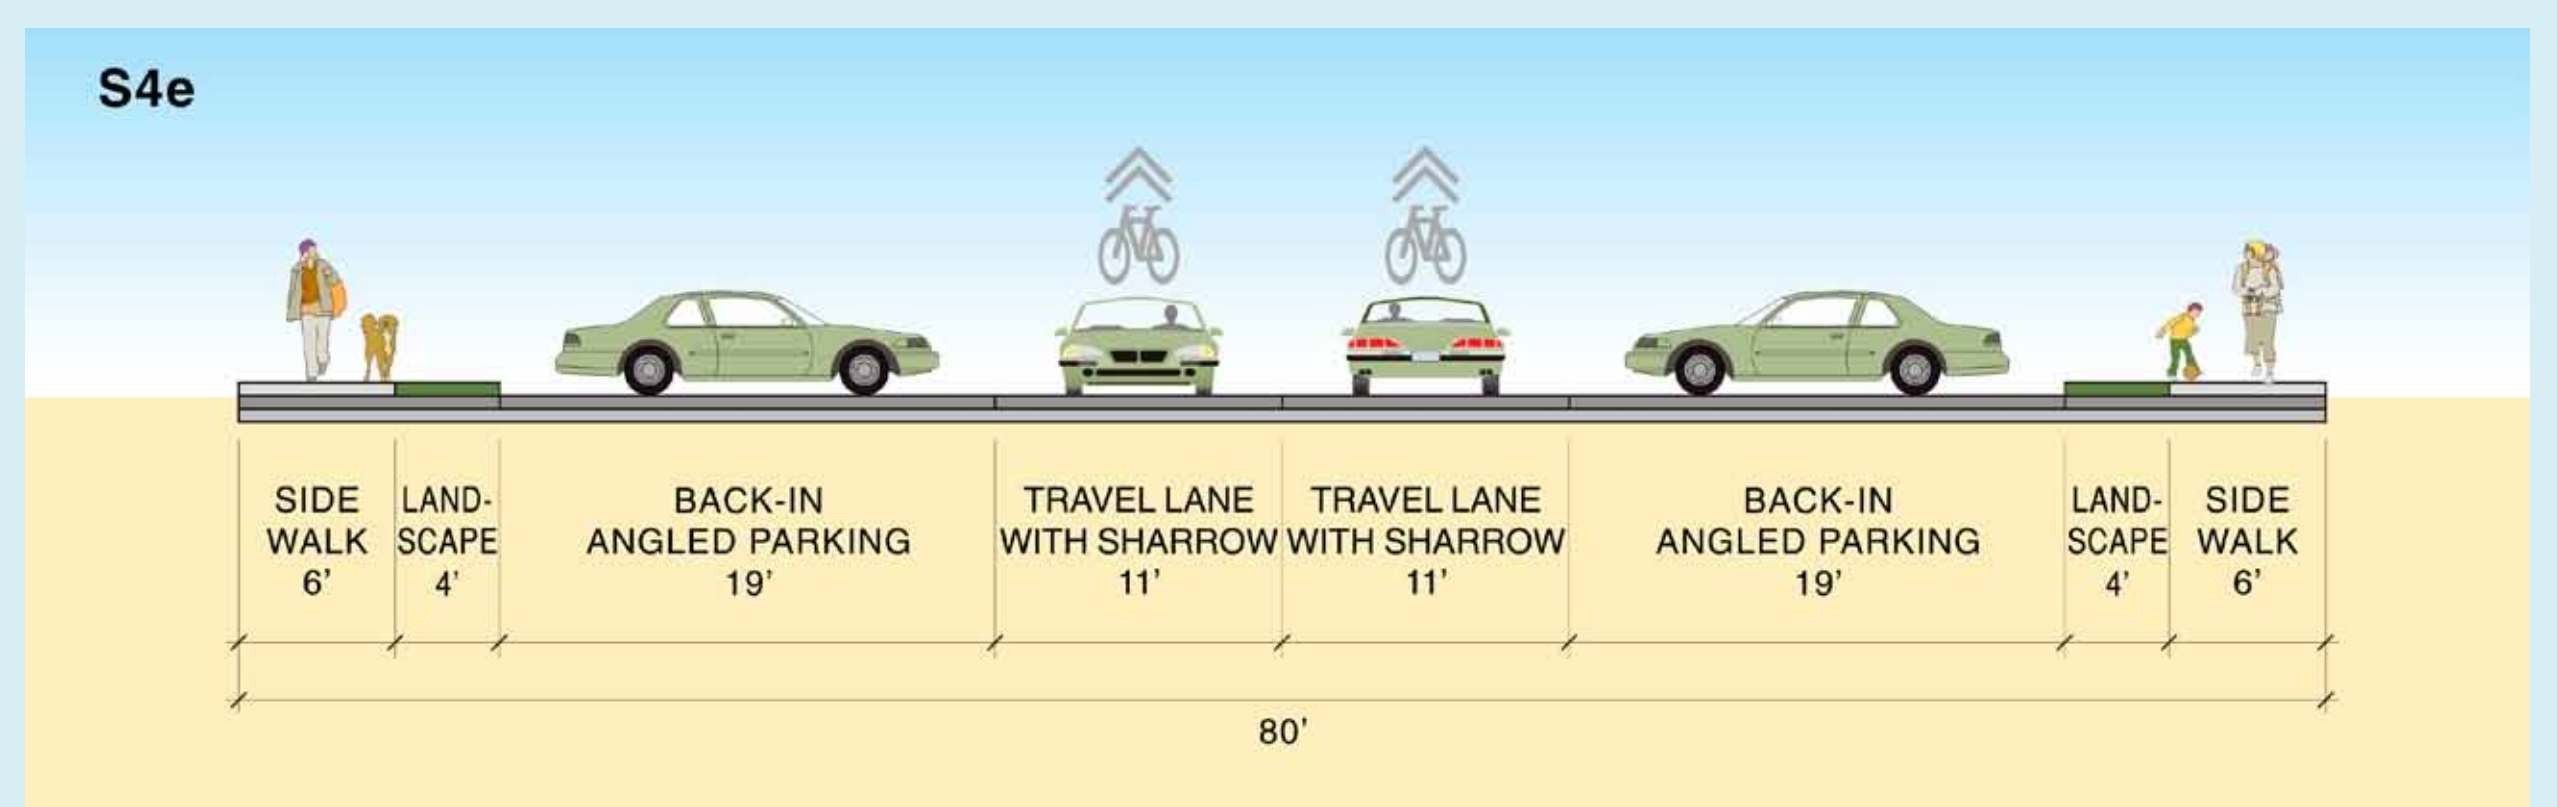 S4e
SIDE
WALK
6’
LAND-
SCAPE
4’
BACK-IN
ANGLED PARKING
19’
TRAVEL LANE
WITH SHARROW
11’
TRAVEL LANE
WITH SHARROW
11’
BACK-IN
ANGLED PARKING
19’
LAND-
SCAPE
4’
SIDE
WALK
6’
80’